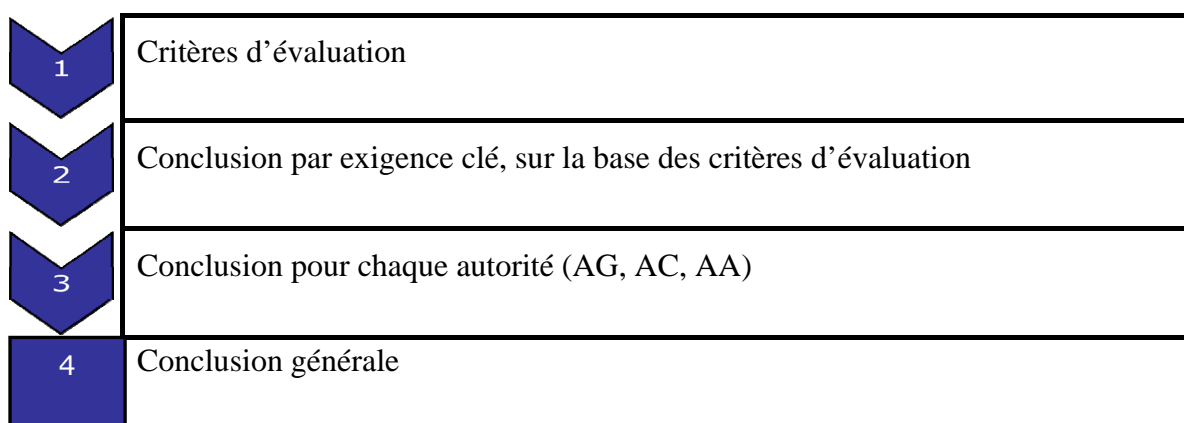 1
Critères d’évaluation
2
Conclusion par exigence clé, sur la base des critères d’évaluation
3
Conclusion pour chaque autorité (AG, AC, AA)
4
Conclusion générale